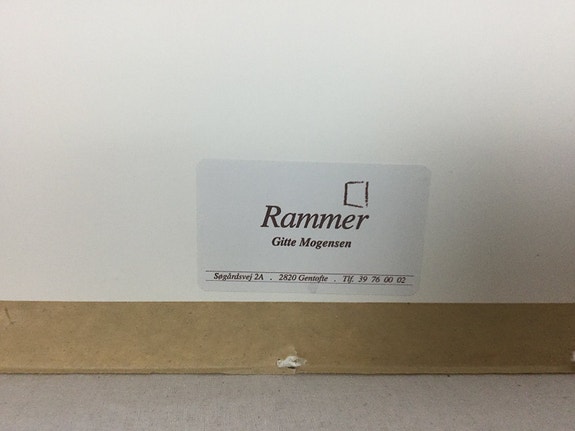 Rammer
Gitte Mogensen
Søgårdsvej 2A . 2820 Gentofte . Tlf. 39 76 00 02